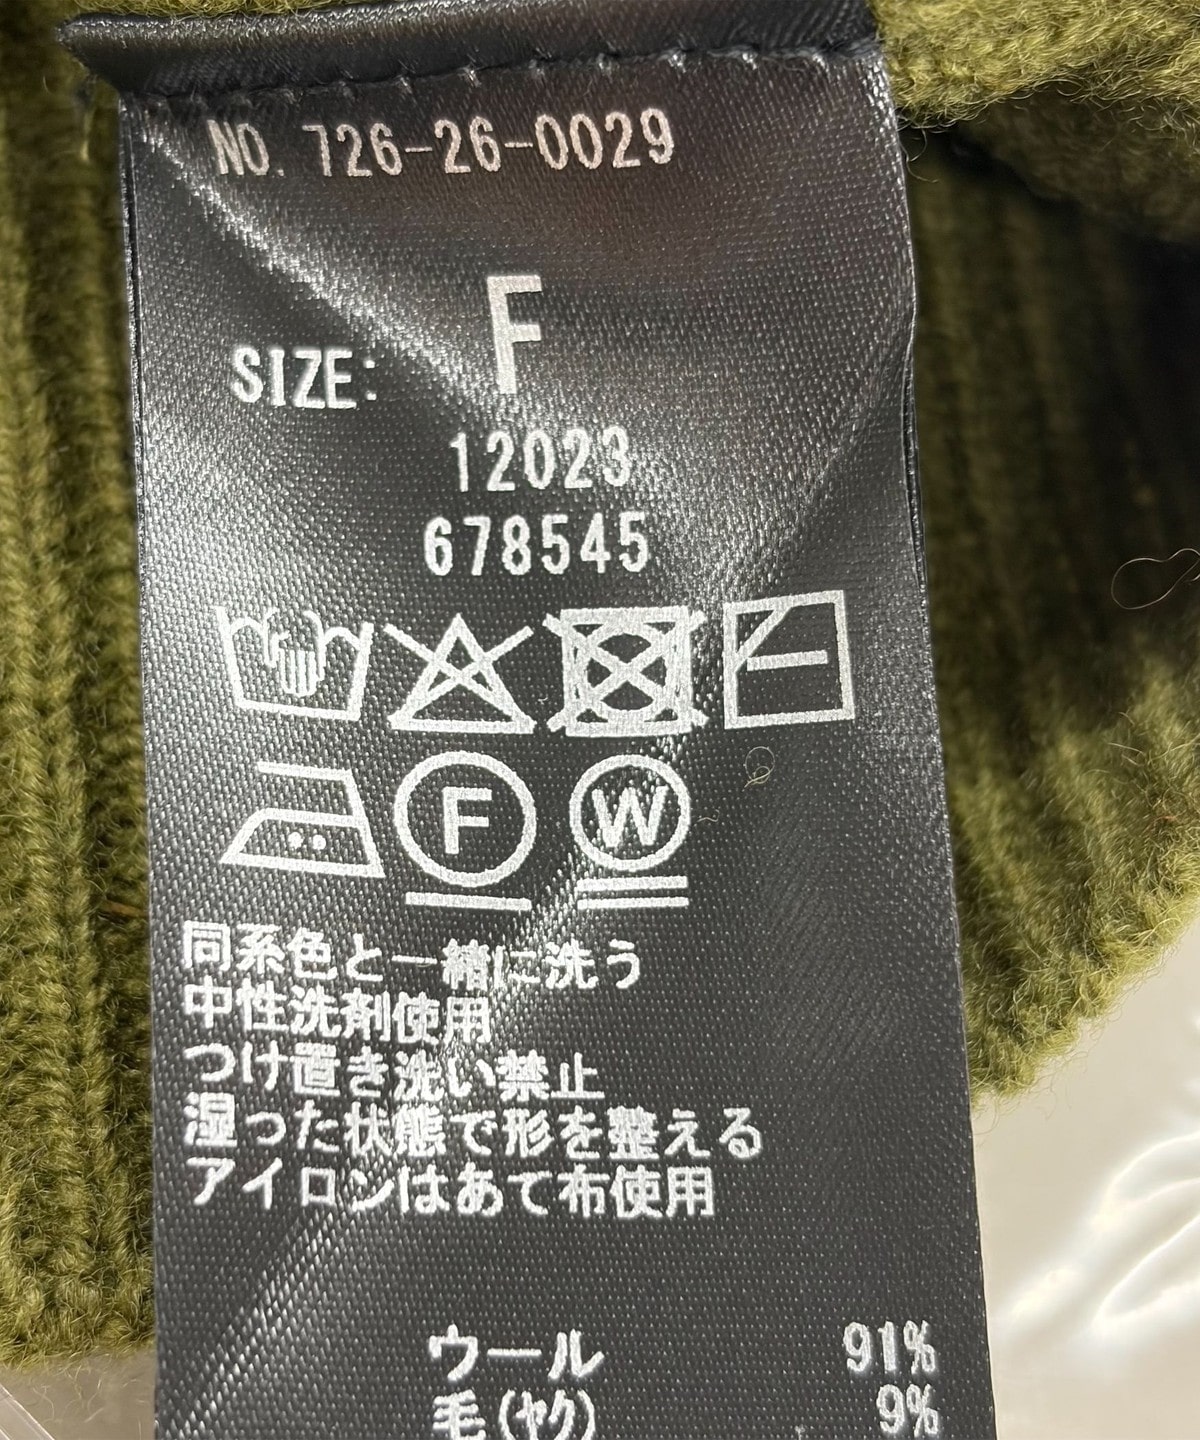 NO. 726-26-0029
SIZE: F
12023
678545
F W
同系色と一緒に洗う
中性洗剤使用
つけ置き洗い禁止
湿った状態で形を整える
アイロンはあて布使用
ウール 91%
毛(ヤク) 9%